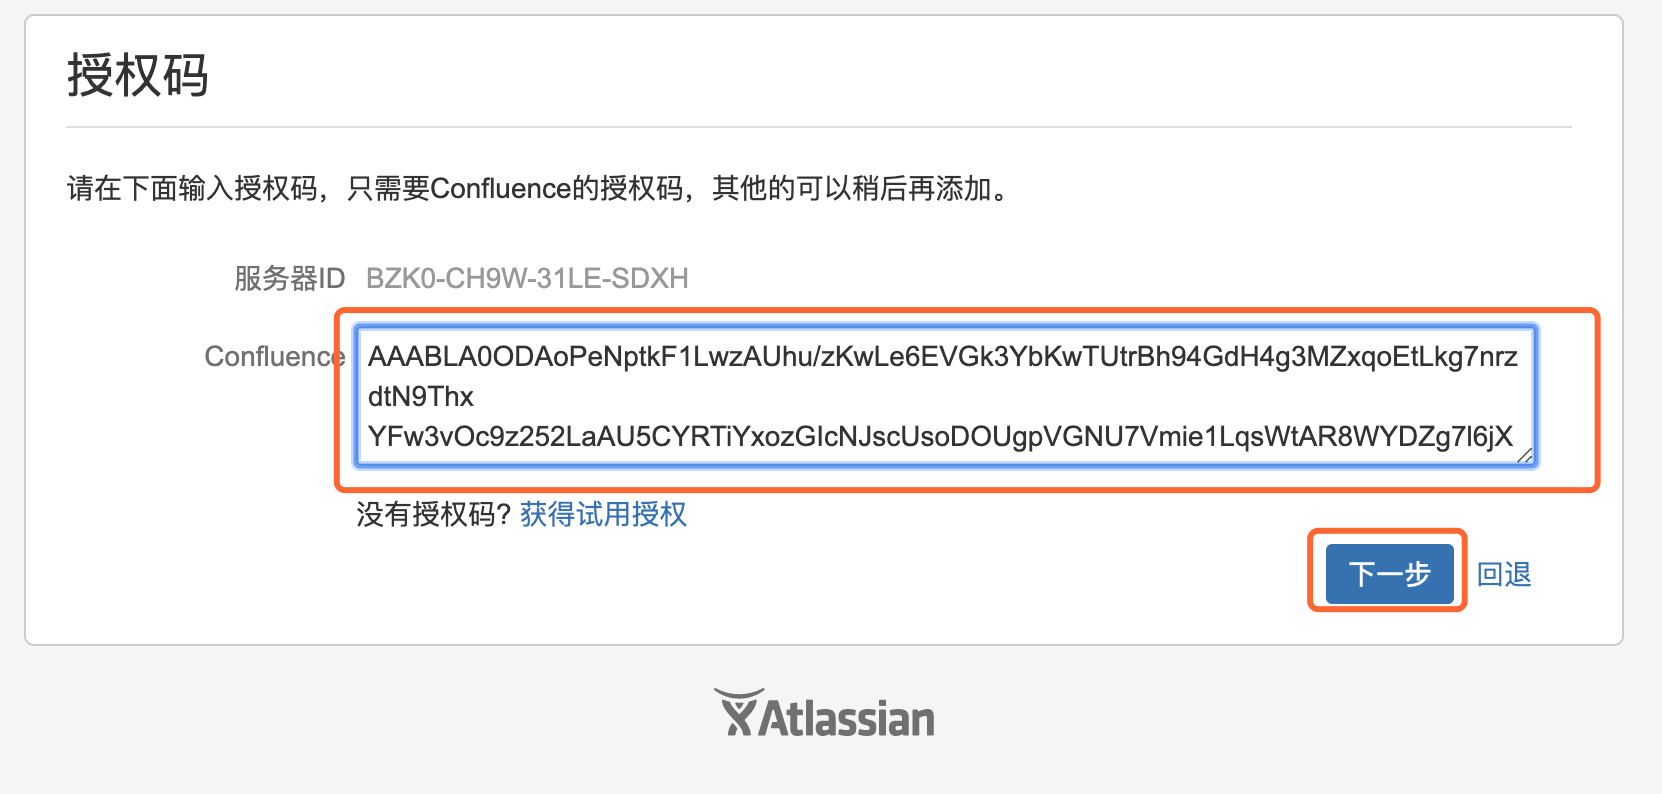 授权码
请在下面输入授权码，只需要Confluence的授权码，其他的可以稍后再添加。
服务器ID BZK0-CH9W-31LE-SDXH
Confluence
AAABLA0ODAoPeNptkF1LwzAUhu/zKwLe6EVGk3YbKwTUtrBh94GdH4g3MZxqoEtLkg7nrz
dtN9Thx
YFw3vOc9z252LaAU5CYRTiYxozGIcNJscUsoDOUgpVGNU7Vmie1LqsWtAR8WYDZg7l6jX
没有授权码? 获得试用授权
下一步 回退
Atlassian